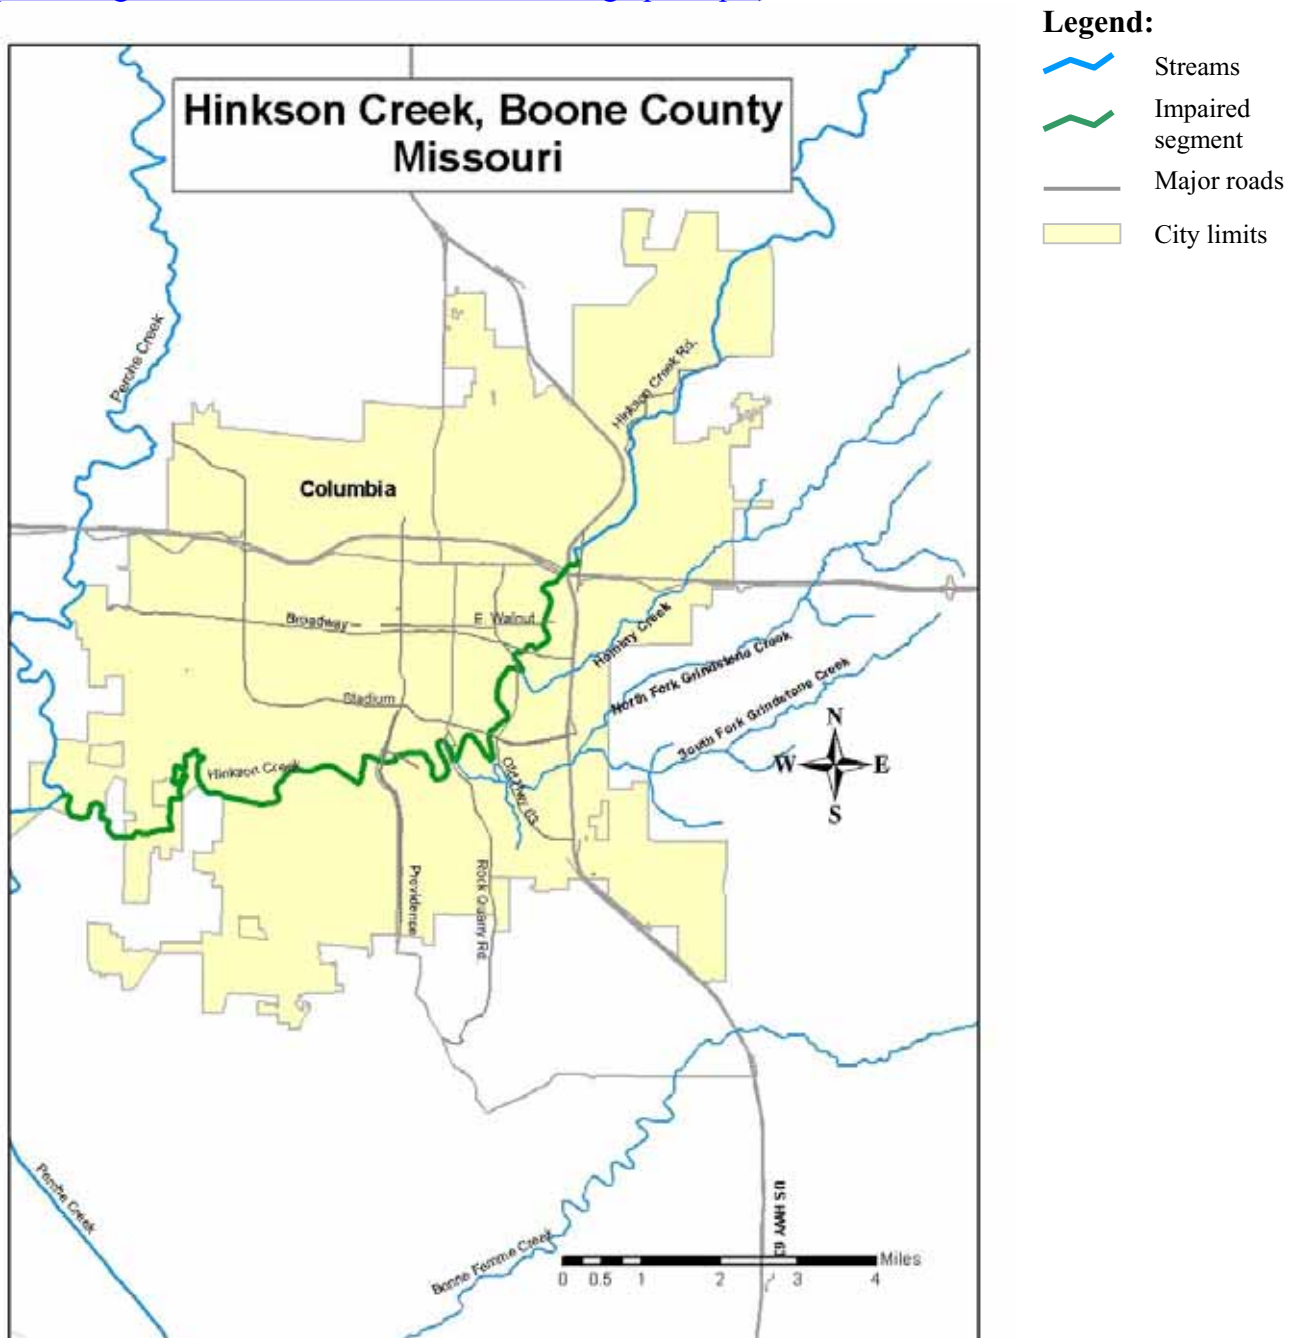 Legend:
Streams
Impaired
segment
Major roads
City limits
Hinkson Creek, Boone County
Missouri
Perche Creek
Hinkson Creek Rd.
Columbia
Broadway
E Walnut
Hominy Creek
North Fork Grindstone Creek
South Fork Grindstone Creek
Stadium
Hinkson Creek
Old Hwy 63
N
W E
S
Providence
Rock Quarry Rd.
Perche Creek
Bonne Femme Creek
US HWY 63
Miles
0 0.5 1 2 3 4